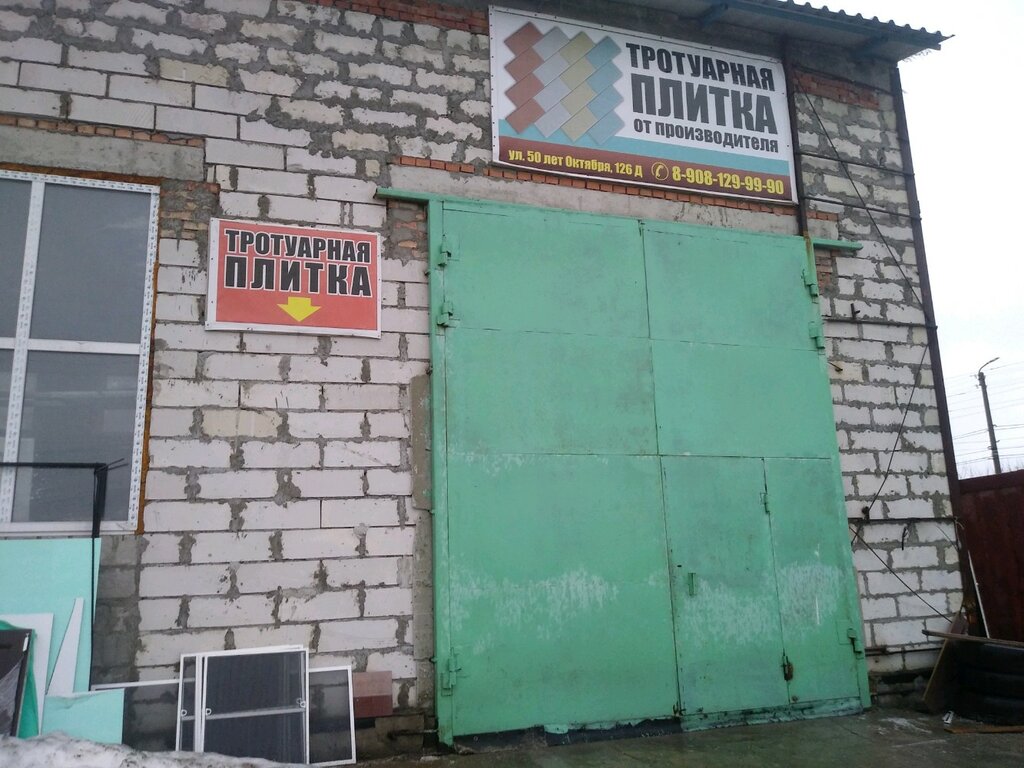 ТРОТУАРНАЯ
ПЛИТКА
ОТ ПРОИЗВОДИТЕЛЯ
ул. 50 лет Октября, 126 Д 8-908-129-99-90
ТРОТУАРНАЯ
ПЛИТКА